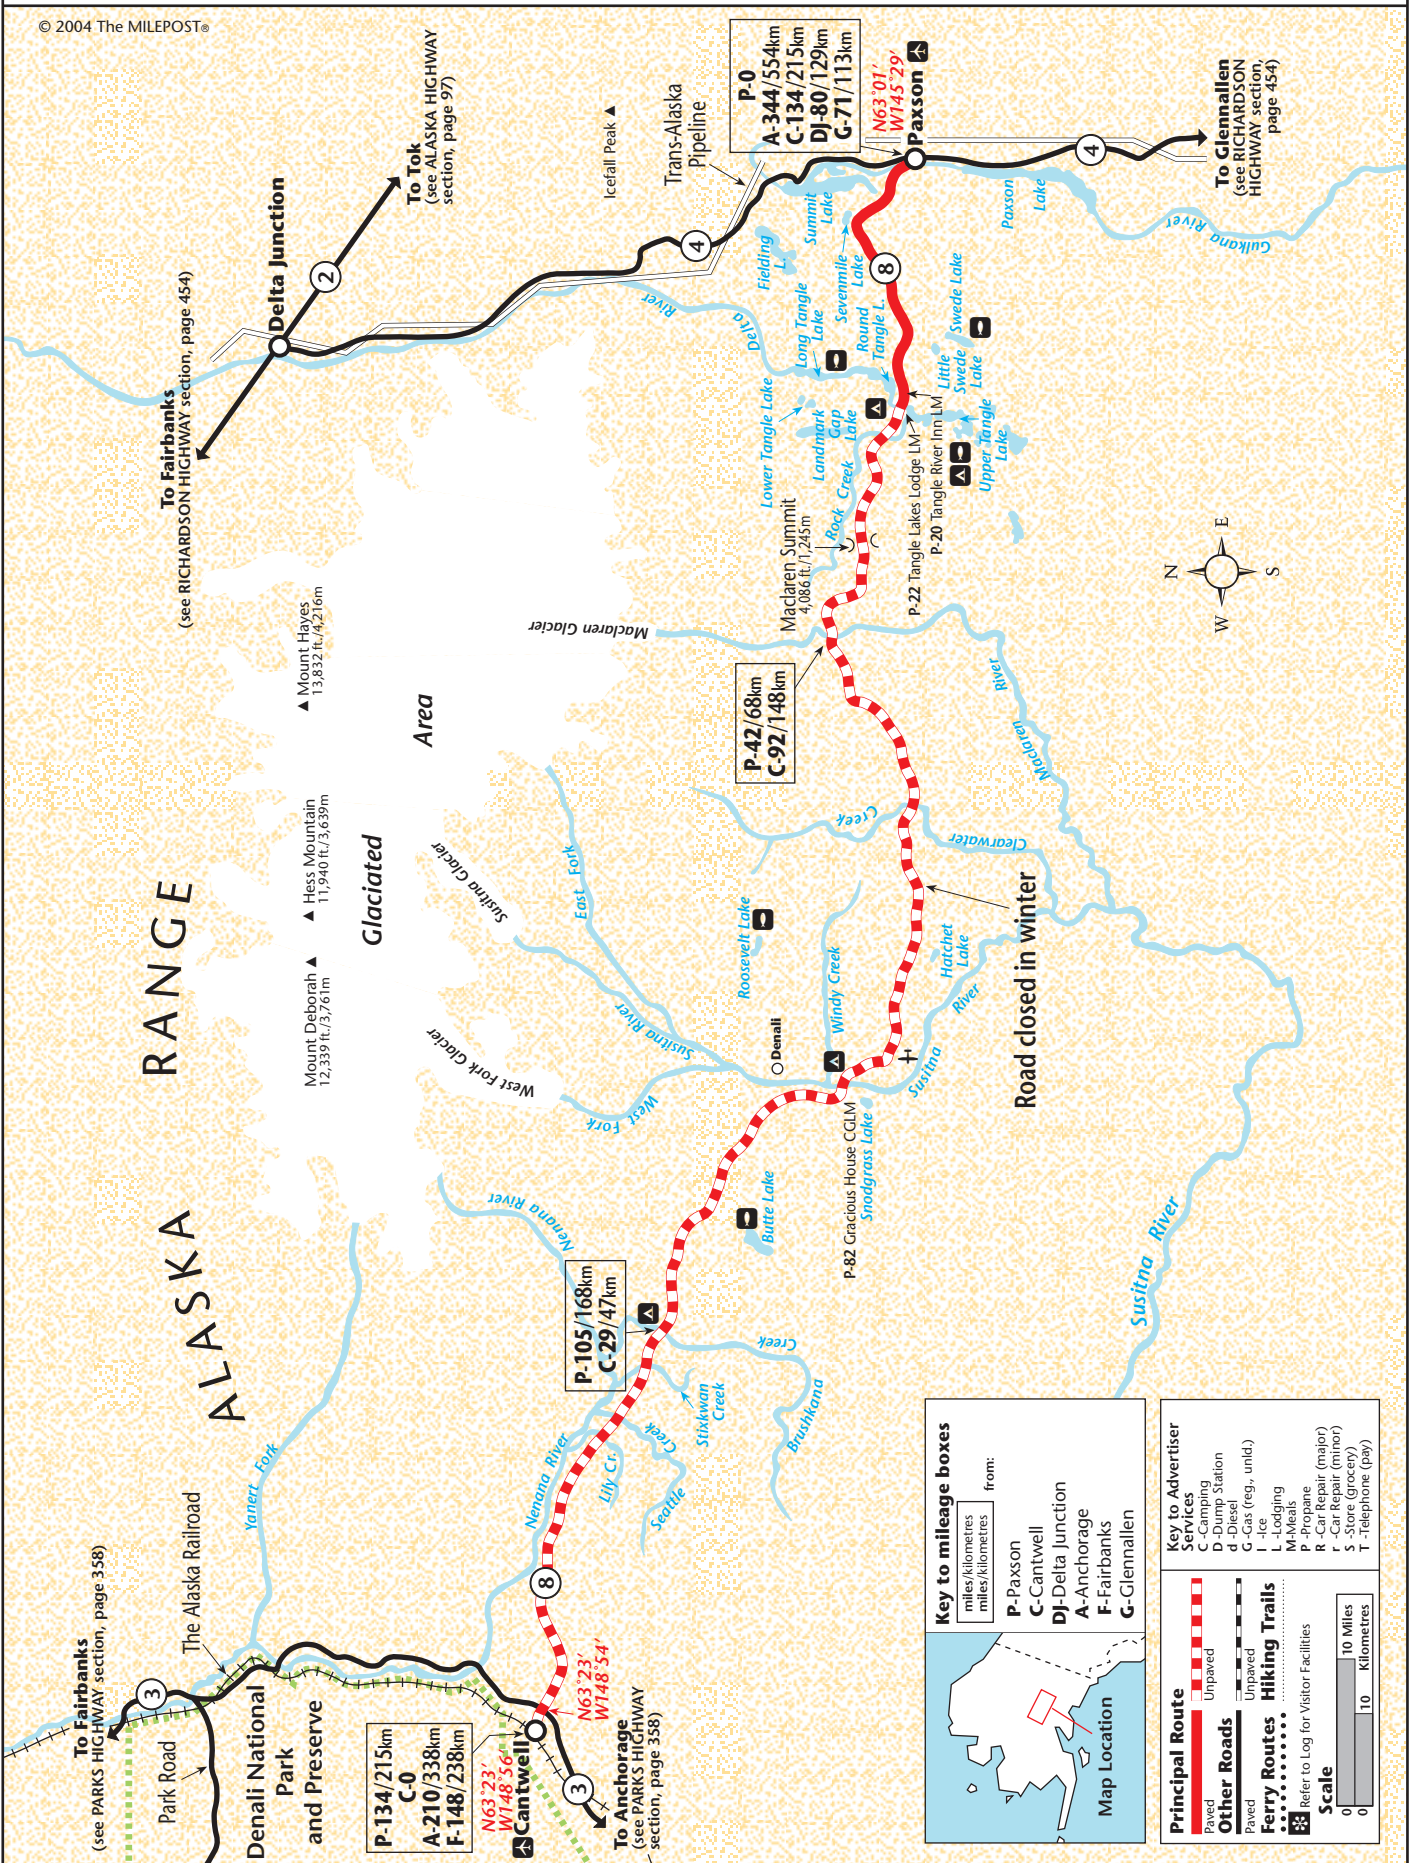 © 2004 The MILEPOST®
To Tok
(see ALASKA HIGHWAY
section, page 97)
Delta Junction
2
To Fairbanks
(see RICHARDSON HIGHWAY section, page 454)
Icefall Peak ▲
Trans-Alaska
Pipeline
4
P-0
A-344/554km
C-134/215km
DJ-80/129km
G-71/113km
N63°01′
W145°29′
Paxson
4
To Glennallen
(see RICHARDSON
HIGHWAY section,
page 454)
Paxson
Lake
Gulkana River
Summit
Lake
Fielding
L.
Sevenmile
Lake
8
Delta
River
Long Tangle
Lake
Round
Tangle L.
Swede Lake
Little
Swede
Lake
Lower Tangle Lake
Landmark
Gap
Lake
Upper Tangle
Lake
P-20 Tangle River Inn LM
P-22 Tangle Lakes Lodge LM
Rock Creek
Maclaren Summit
4,086 ft./1,245m
N
E
S
W
Maclaren Glacier
P-42/68km
C-92/148km
Maclaren
River
▲ Mount Hayes
13,832 ft./4,216m
▲ Hess Mountain
11,940 ft./3,639m
Mount Deborah ▲
12,339 ft./3,761m
Glaciated
Area
ALASKA
RANGE
Susitna Glacier
West Fork Glacier
East Fork
Susitna River
West Fork
Clearwater
Creek
Road closed in winter
Roosevelt Lake
Windy Creek
Hatchet
Lake
Denali
Susitna
River
P-82 Gracious House CGLM
Snodgrass Lake
Butte Lake
Susitna River
Nenana River
P-105/168km
C-29/47km
Brushkana
Creek
Stixkwan
Creek
Seattle
Creek
Lily Cr.
Nenana River
8
Yanert Fork
The Alaska Railroad
To Fairbanks
(see PARKS HIGHWAY section, page 358)
3
Park Road
Denali National
Park
and Preserve
P-134/215km
C-0
A-210/338km
F-148/238km
N63°23′
W148°56′
Cantwell
N63°23′
W148°54′
3
To Anchorage
(see PARKS HIGHWAY
section, page 358)
Key to mileage boxes
miles/kilometres
miles/kilometres
from:
P-Paxson
C-Cantwell
DJ-Delta Junction
A-Anchorage
F-Fairbanks
G-Glennallen
Map Location
Principal Route
Paved
Unpaved
Other Roads
Paved
Unpaved
Ferry Routes
Hiking Trails
Refer to Log for Visitor Facilities
Scale
0
10 Miles
0
10
Kilometres
Key to Advertiser
Services
C -Camping
D -Dump Station
d -Diesel
G -Gas (reg., unld.)
I -Ice
L -Lodging
M-Meals
P -Propane
R -Car Repair (major)
r -Car Repair (minor)
S -Store (grocery)
T -Telephone (pay)